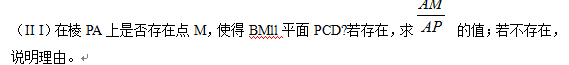 (II I)在棱 PA 上是否存在点 M,使得 BMll 平面 PCD?若存在,求 AM/AP 的值;若不存在,
说明理由。↵